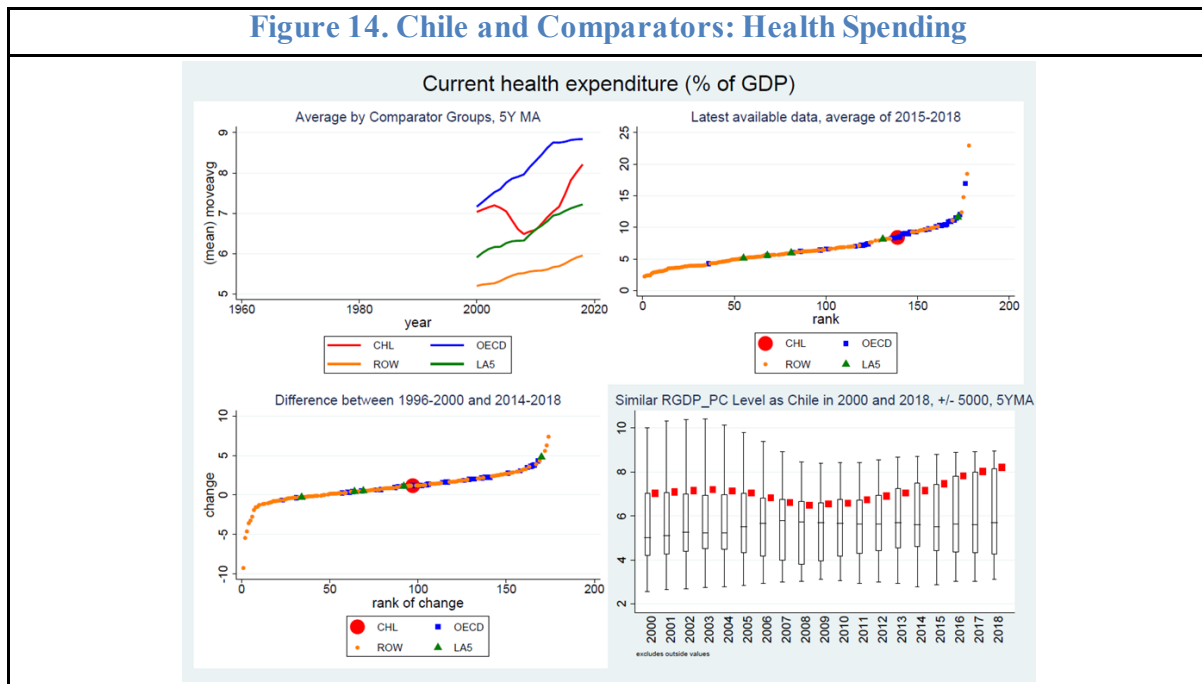 Figure 14. Chile and Comparators: Health Spending
Current health expenditure (% of GDP)
Average by Comparator Groups, 5Y MA
(mean) moveavg
9
8
7
6
5
1960
1980
2000
2020
year
CHL
OECD
ROW
LA5
Latest available data, average of 2015-2018
25
20
15
10
5
0
0
50
100
150
200
rank
CHL
OECD
ROW
LA5
Difference between 1996-2000 and 2014-2018
change
10
5
0
-5
-10
0
50
100
150
200
rank of change
CHL
OECD
ROW
LA5
Similar RGDP_PC Level as Chile in 2000 and 2018, +/- 5000, 5YMA
10
8
6
4
2
2000
2001
2002
2003
2004
2005
2006
2007
2008
2009
2010
2011
2012
2013
2014
2015
2016
2017
2018
excludes outside values